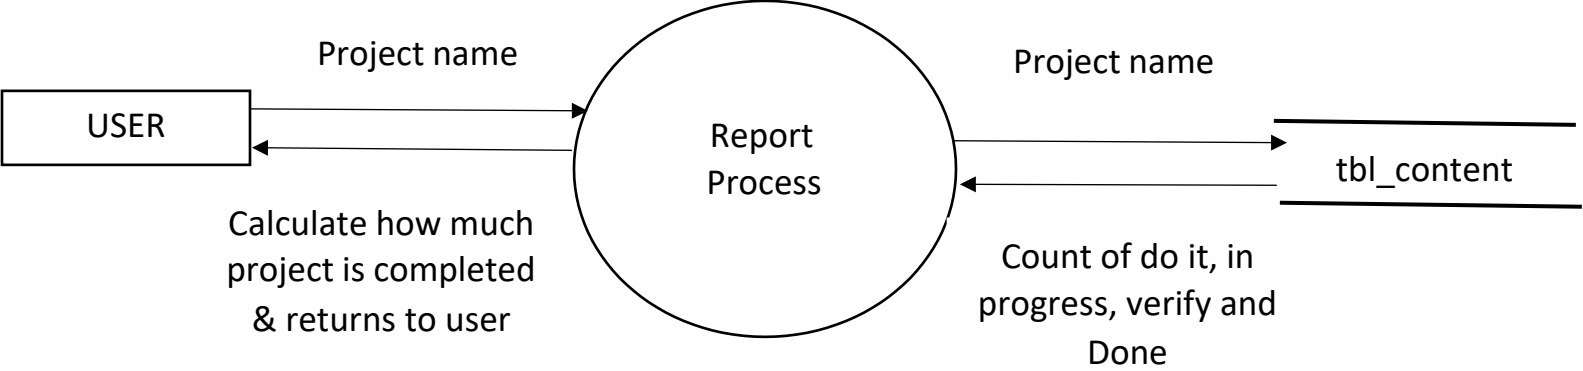 Project name
Project name
USER
Report
Process
tbl_content
Calculate how much
project is completed
& returns to user
Count of do it, in
progress, verify and
Done